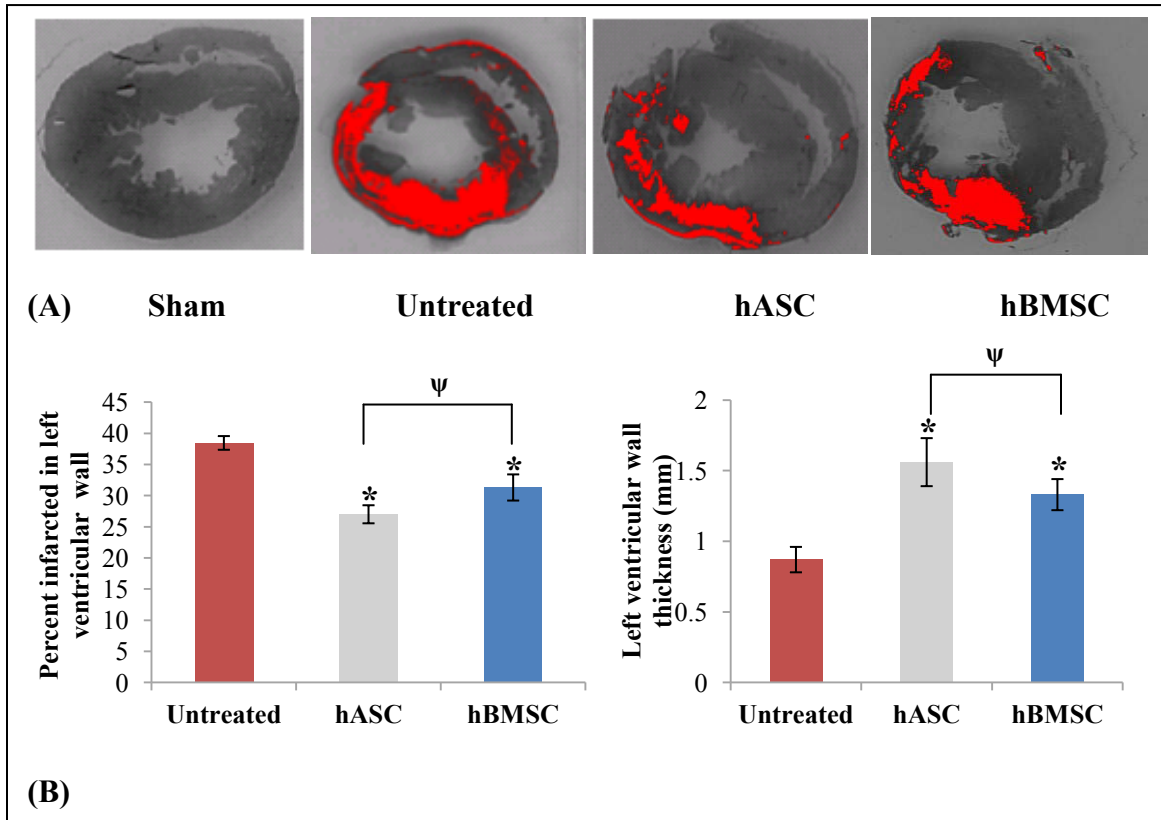 (A) Sham Untreated hASC hBMSC
Percent infarcted in left
ventricular wall
45
40
35
30
25
20
15
10
5
0
ψ
*
*
Untreated hASC hBMSC
Left ventricular wall
thickness (mm)
2
1.5
1
0.5
0
ψ
*
*
Untreated hASC hBMSC
(B)